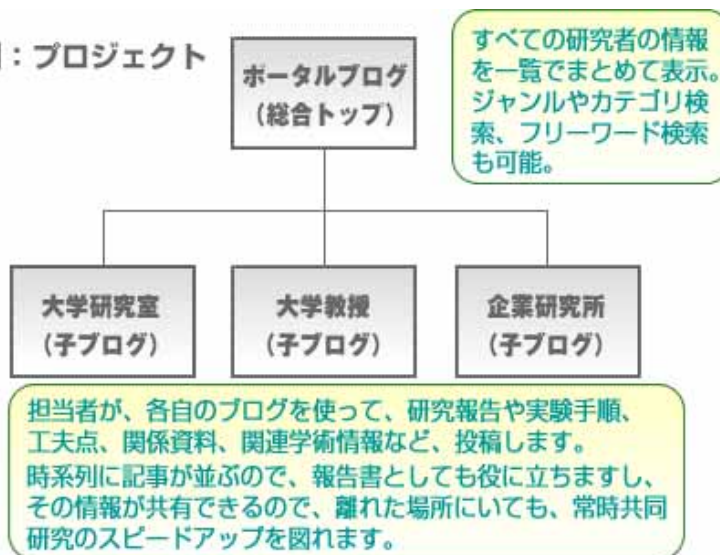 ：プロジェクト
ポータルブログ
（総合トップ）
すべての研究者の情報
を一覧でまとめて表示。
ジャンルやカテゴリ検
索、フリーワード検索
も可能。
大学研究室
（子ブログ）
大学教授
（子ブログ）
企業研究所
（子ブログ）
担当者が、各自のブログを使って、研究報告や実験手順、
工夫点、関係資料、関連学術情報など、投稿します。
時系列に記事が並ぶので、報告書としても役に立ちますし、
その情報が共有できるので、離れた場所にいても、常時共同
研究のスピードアップを図れます。